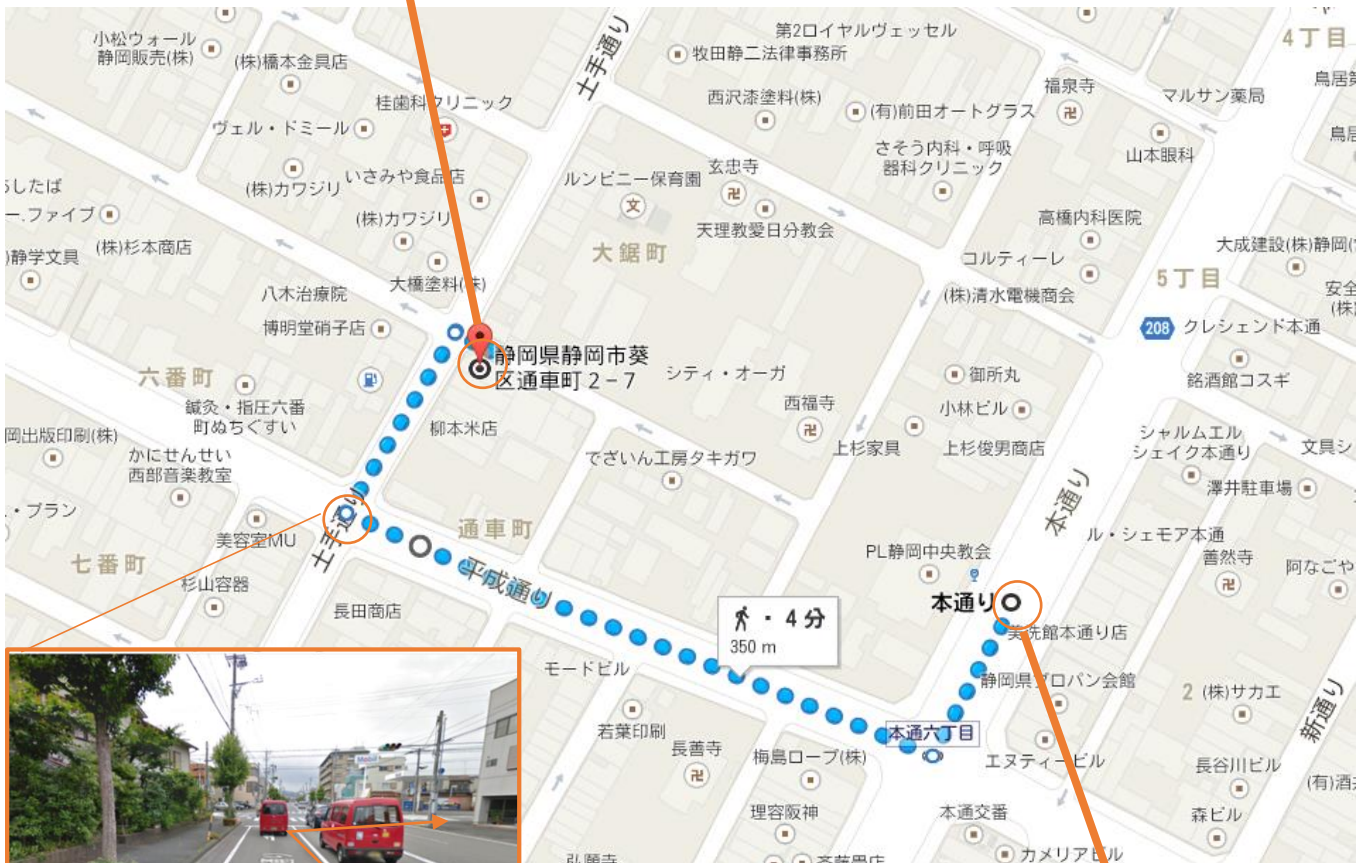 小松ウォール
静岡販売(株)
(株)橋本金具店
土手通り
第2ロイヤルヴェッセル
牧田静二法律事務所
4丁目
桂歯科クリニック
西沢漆塗料(株)
(有)前田オートグラス
福泉寺
マルサン薬局
ヴェル・ドミール
さそう内科・呼吸
器科クリニック
山本眼科
(株)カワジリ
いさみや食品店
ルンビニー保育園
玄忠寺
文
したば
ー.ファイブ
(株)カワジリ
天理教愛日分教会
高橋内科医院
(株)杉本商店
静学文具
大鋸町
コルティーレ
大成建設(株)静岡
大橋塗料(株)
八木治療院
(株)清水電機商会
5丁目
博明堂硝子店
208
クレシェンド本通
静岡県静岡市葵
区通車町2-7
シティ・オーガ
六番町
御所丸
銘酒館コスギ
鍼灸・指圧六番
町ぬちぐすい
西福寺
小林ビル
岡出版印刷(株)
柳本米店
上杉家具
上杉俊男商店
シャルムエル
シェイク本通り
かにせんせい
西部音楽教室
でざいん工房タキガワ
澤井駐車場
・プラン
土手通り
本通り
美容室MU
通車町
PL静岡中央教会
ル・シェモア本通
善然寺
七番町
平成通り
阿なごや
杉山容器
長田商店
・4分
350 m
本通り
美洗館本通り店
モードビル
静岡県グロパン会館
2
(株)サカエ
新通り
若葉印刷
本通六丁目
長善寺
梅島ロープ(株)
エヌティービル
長谷川ビル
(有)酒
理容阪神
本通交番
森ビル
カメリアビル
Mobil